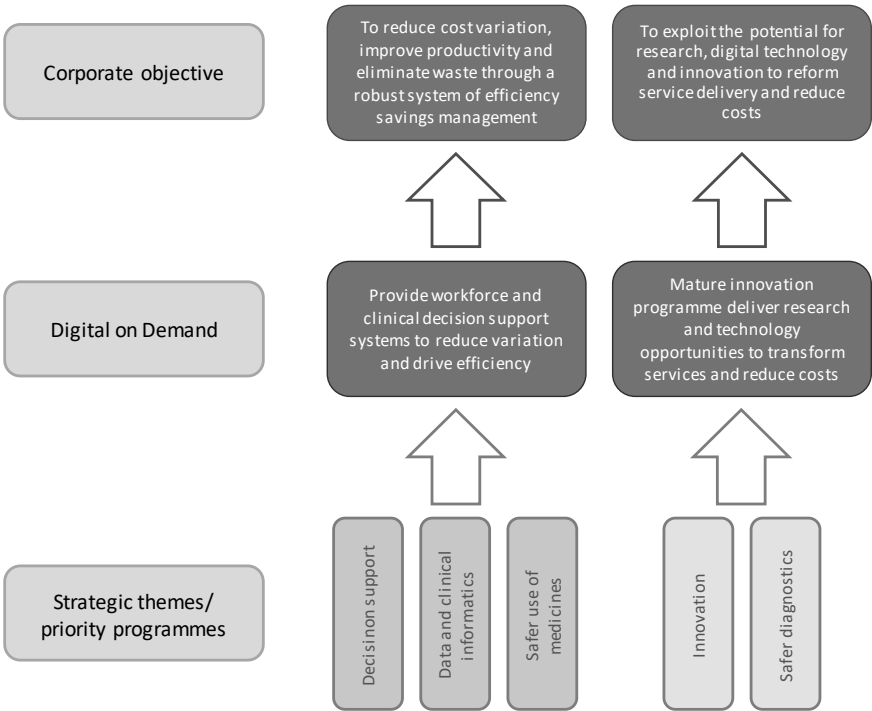 Corporate objective
To reduce cost variation,
improve productivity and
eliminate waste through a
robust system of efficiency
savings management
To exploit the potential for
research, digital technology
and innovation to reform
service delivery and reduce
costs
Digital on Demand
Provide workforce and
clinical decision support
systems to reduce variation
and drive efficiency
Mature innovation
programme deliver research
and technology
opportunities to transform
services and reduce costs
Strategic themes/
priority programmes
Decisinon support
Data and clinical
informatics
Safer use of
medicines
Innovation
Safer diagnostics